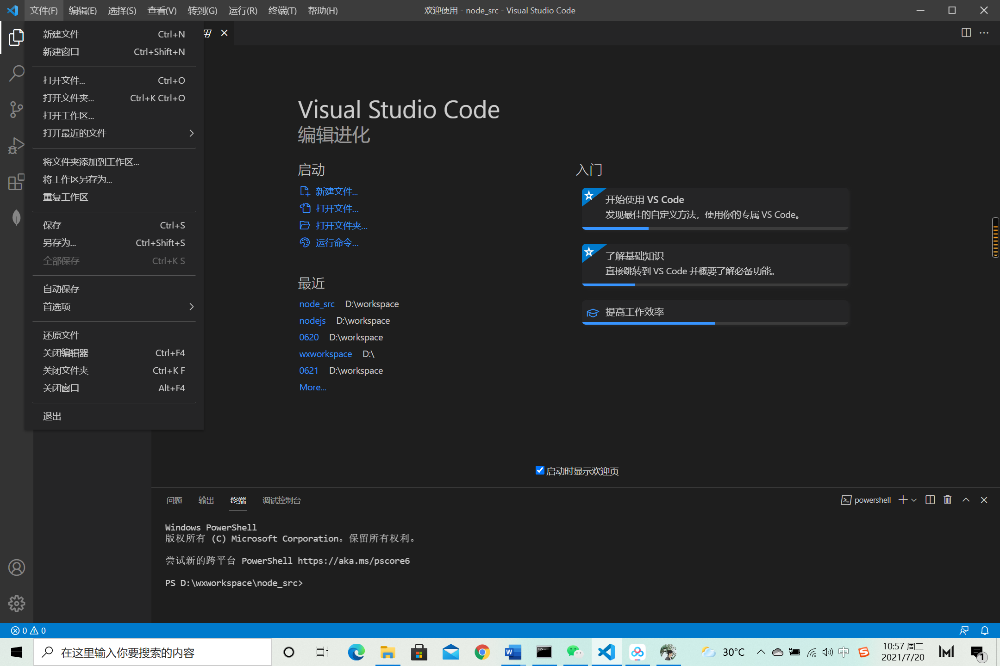 文件(F) 编辑(E) 选择(S) 查看(V) 转到(G) 运行(R) 终端(T) 帮助(H) 欢迎使用 - node_src - Visual Studio Code
新建文件 Ctrl+N
新建窗口 Ctrl+Shift+N
打开文件... Ctrl+O
打开文件夹... Ctrl+K Ctrl+O
打开工作区...
打开最近的文件
将文件夹添加到工作区...
将工作区另存为...
重复工作区
保存 Ctrl+S
另存为... Ctrl+Shift+S
全部保存 Ctrl+K S
自动保存
首选项
还原文件
关闭编辑器 Ctrl+F4
关闭文件夹 Ctrl+K F
关闭窗口 Alt+F4
退出
用
Visual Studio Code
编辑进化
启动
新建文件...
打开文件...
打开文件夹...
运行命令...
最近
node_src D:\workspace
nodejs D:\workspace
0620 D:\workspace
wxworkspace D:\
0621 D:\workspace
More...
入门
开始使用 VS Code
发现最佳的自定义方法，使用你的专属 VS Code。
了解基础知识
直接跳转到 VS Code 并概要了解必备功能。
提高工作效率
启动时显示欢迎页
问题 输出 终端 调试控制台 powershell
Windows PowerShell
版权所有 (C) Microsoft Corporation。保留所有权利。
尝试新的跨平台 PowerShell https://aka.ms/pscore6
PS D:\wxworkspace\node_src>
0 0
在这里输入你要搜索的内容 30°C 中 10:57 周二
2021/7/20
1